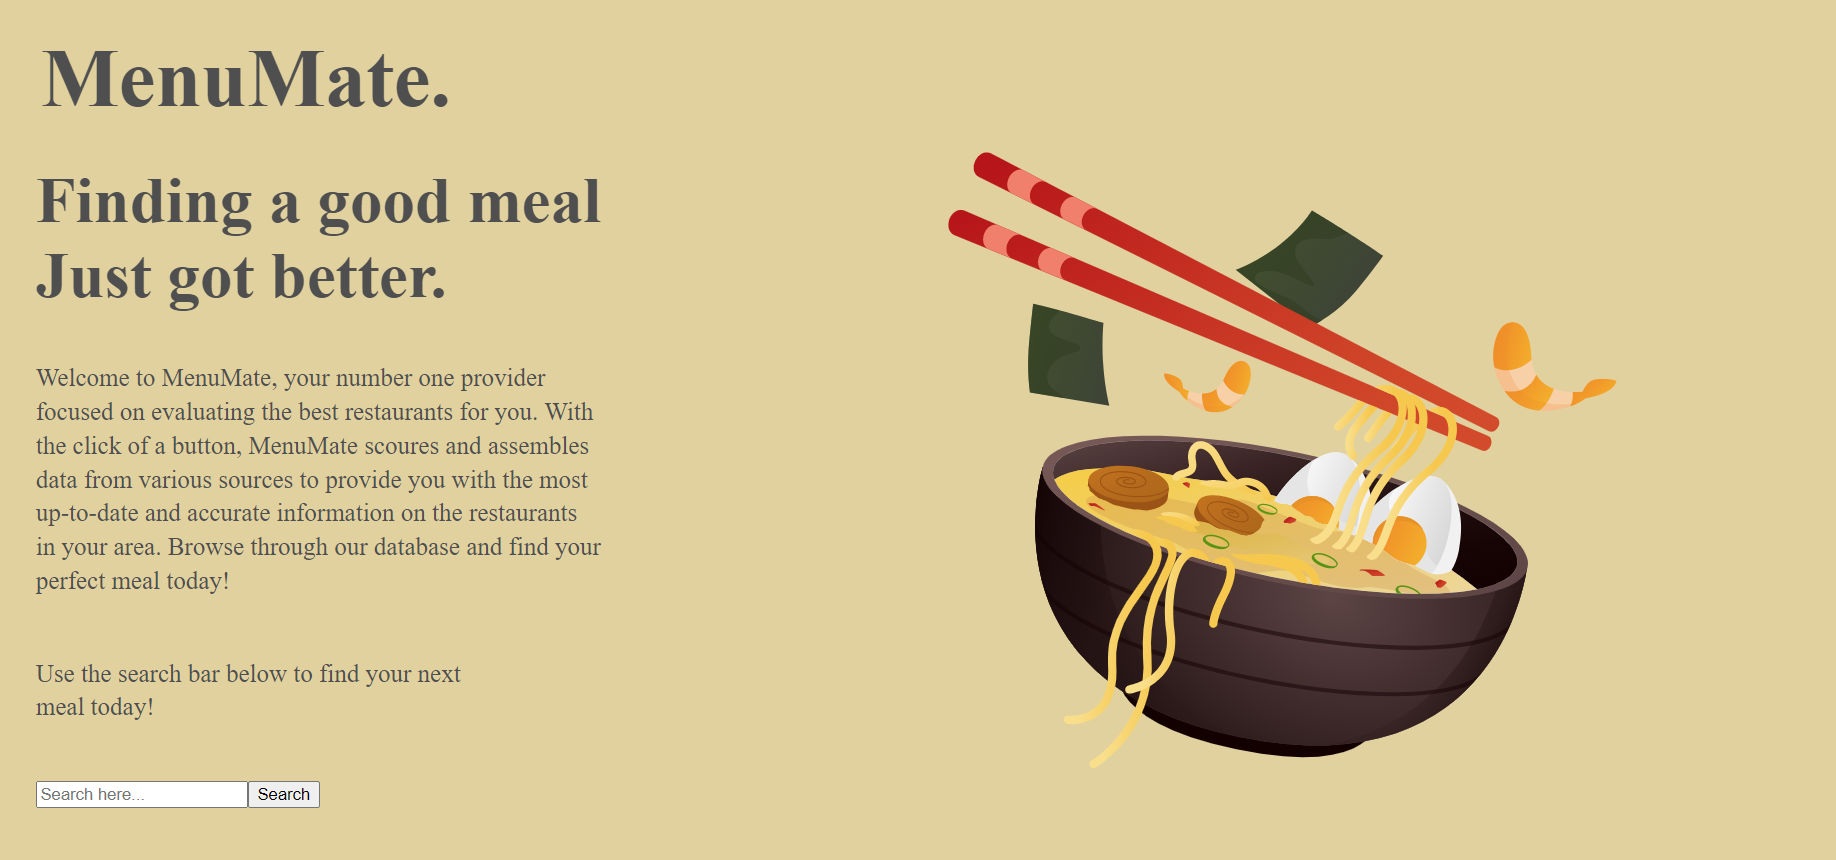 MenuMate.
Finding a good meal
Just got better.
Welcome to MenuMate, your number one provider
focused on evaluating the best restaurants for you. With
the click of a button, MenuMate scoures and assembles
data from various sources to provide you with the most
up-to-date and accurate information on the restaurants
in your area. Browse through our database and find your
perfect meal today!
Use the search bar below to find your next
meal today!
Search here... Search